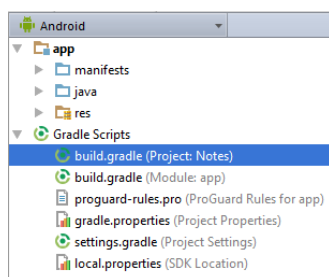 Android
app
manifests
java
res
Gradle Scripts
build.gradle (Project: Notes)
build.gradle (Module: app)
proguard-rules.pro (ProGuard Rules for app)
gradle.properties (Project Properties)
settings.gradle (Project Settings)
local.properties (SDK Location)